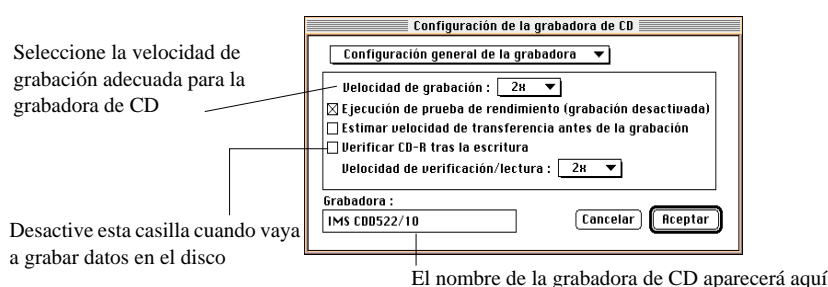 Configuración de la grabadora de CD
Configuración general de la grabadora
Seleccione la velocidad de
grabación adecuada para la
grabadora de CD
Velocidad de grabación : 2x
Ejecución de prueba de rendimiento (grabación desactivada)
Estimar velocidad de transferencia antes de la grabación
Verificar CD-R tras la escritura
Velocidad de verificación/lectura : 2x
Grabadora :
IMS CDD522/10
Cancelar
Aceptar
Desactive esta casilla cuando vaya
a grabar datos en el disco
El nombre de la grabadora de CD aparecerá aquí